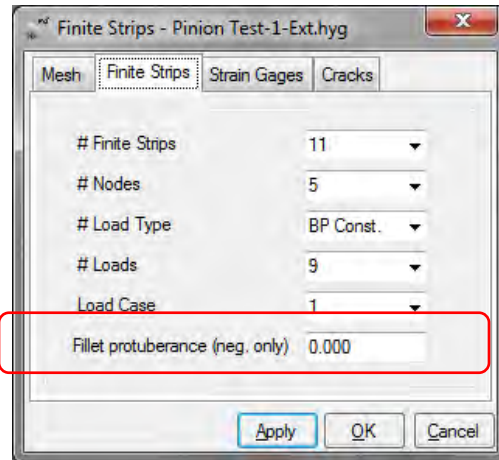 Finite Strips - Pinion Test-1-Ext.hyg
Mesh Finite Strips Strain Gages Cracks
# Finite Strips 11
# Nodes 5
# Load Type BP Const.
# Loads 9
Load Case 1
Fillet protuberance (neg. only) 0.000
Apply OK Cancel